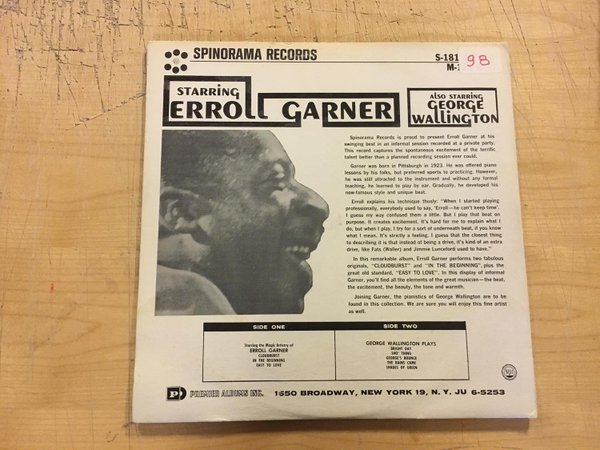 SPINORAMA RECORDS
S-181
M-1
98
STARRING
ERROLL GARNER
ALSO STARRING
GEORGE
WALLINGTON
Spinorama Records is proud to present Erroll Garner at his
swinging best in an informal session recorded at a private party.
This record captures the spontaneous excitement of the terrific
talent better than a planned recording session ever could.
Garner was born in Pittsburgh in 1923. He was offered piano
lessons by his folks, but preferred sports to practicing. However,
he was still attracted to the instrument and without any formal
teaching, he learned to play by ear. Gradually, he developed his
now-famous style and unique beat.
Erroll explains his technique thusly: "When I started playing
professionally, everybody used to say, 'Erroll—he can't keep time'.
I guess my way confused them a little. But I play that beat on
purpose. It creates excitement. It's hard for me to explain what I
do, but when I play, I try for a sort of underneath beat, if you know
what I mean. It's strictly a feeling. I guess that the closest thing
to describing it is that instead of being a drive, it's kind of an extra
drive, like Fats (Waller) and Jimmie Lunceford used to have."
In this remarkable album, Erroll Garner performs two fabulous
originals, "CLOUDBURST" and "IN THE BEGINNING", plus the
great old standard, "EASY TO LOVE". In this display of informal
Garner, you'll find all the elements of the great musician—the beat,
the excitement, the beauty, the tone and warmth.
Joining Garner, the pianistics of George Wallington are to be
found in this collection. We are sure you will enjoy this fine artist
as well.
SIDE ONE
Starring the Magic Artistry of
ERROLL GARNER
CLOUDBURST
IN THE BEGINNING
EASY TO LOVE
SIDE TWO
GEORGE WALLINGTON PLAYS
BRIGHT DAY
DRO' THING
GEORGE'S BOUNCE
THE RAINS CAME
SHADES OF GREEN
PREMIER ALBUMS INC.
1650 BROADWAY, NEW YORK 19, N. Y. JU 6-5253